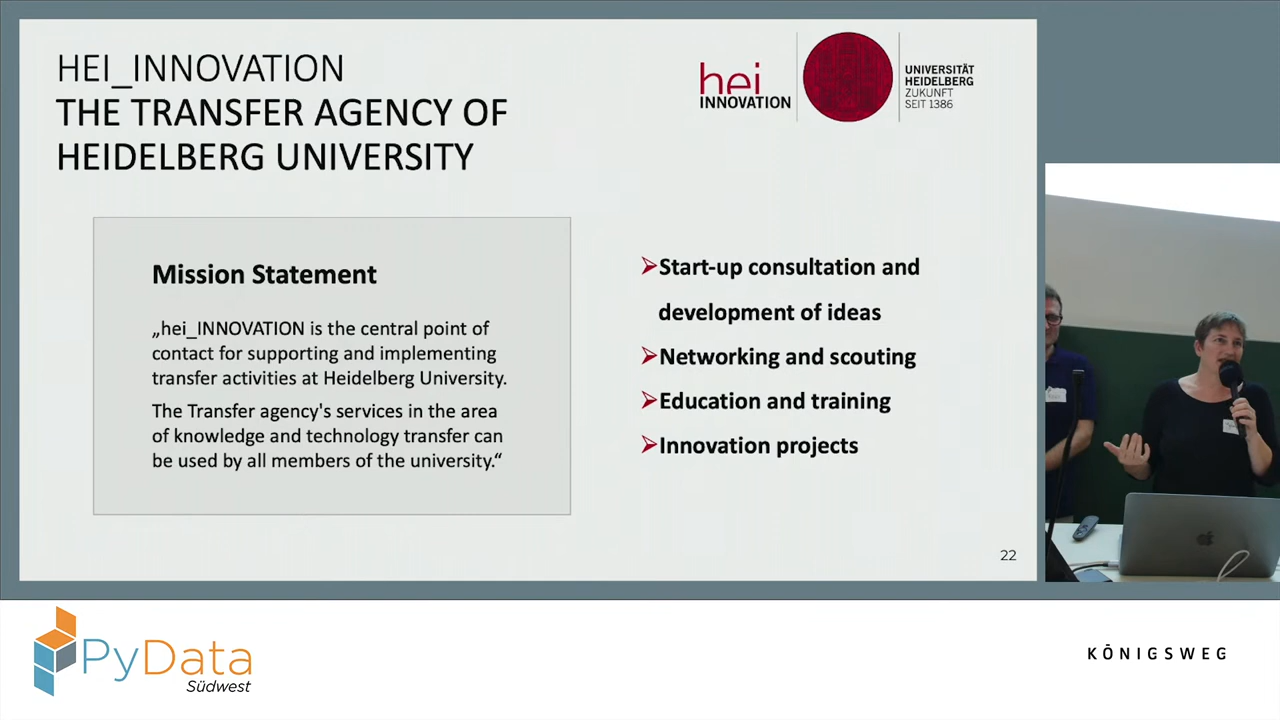 HEI_INNOVATION
THE TRANSFER AGENCY OF
HEIDELBERG UNIVERSITY
hei
INNOVATION
UNIVERSITÄT
HEIDELBERG
ZUKUNFT
SEIT 1386
Mission Statement
„hei_INNOVATION is the central point of
contact for supporting and implementing
transfer activities at Heidelberg University.
The Transfer agency's services in the area
of knowledge and technology transfer can
be used by all members of the university.“
➢Start-up consultation and
development of ideas
➢Networking and scouting
➢Education and training
➢Innovation projects
22
PyData
Südwest
KÖNIGSWEG